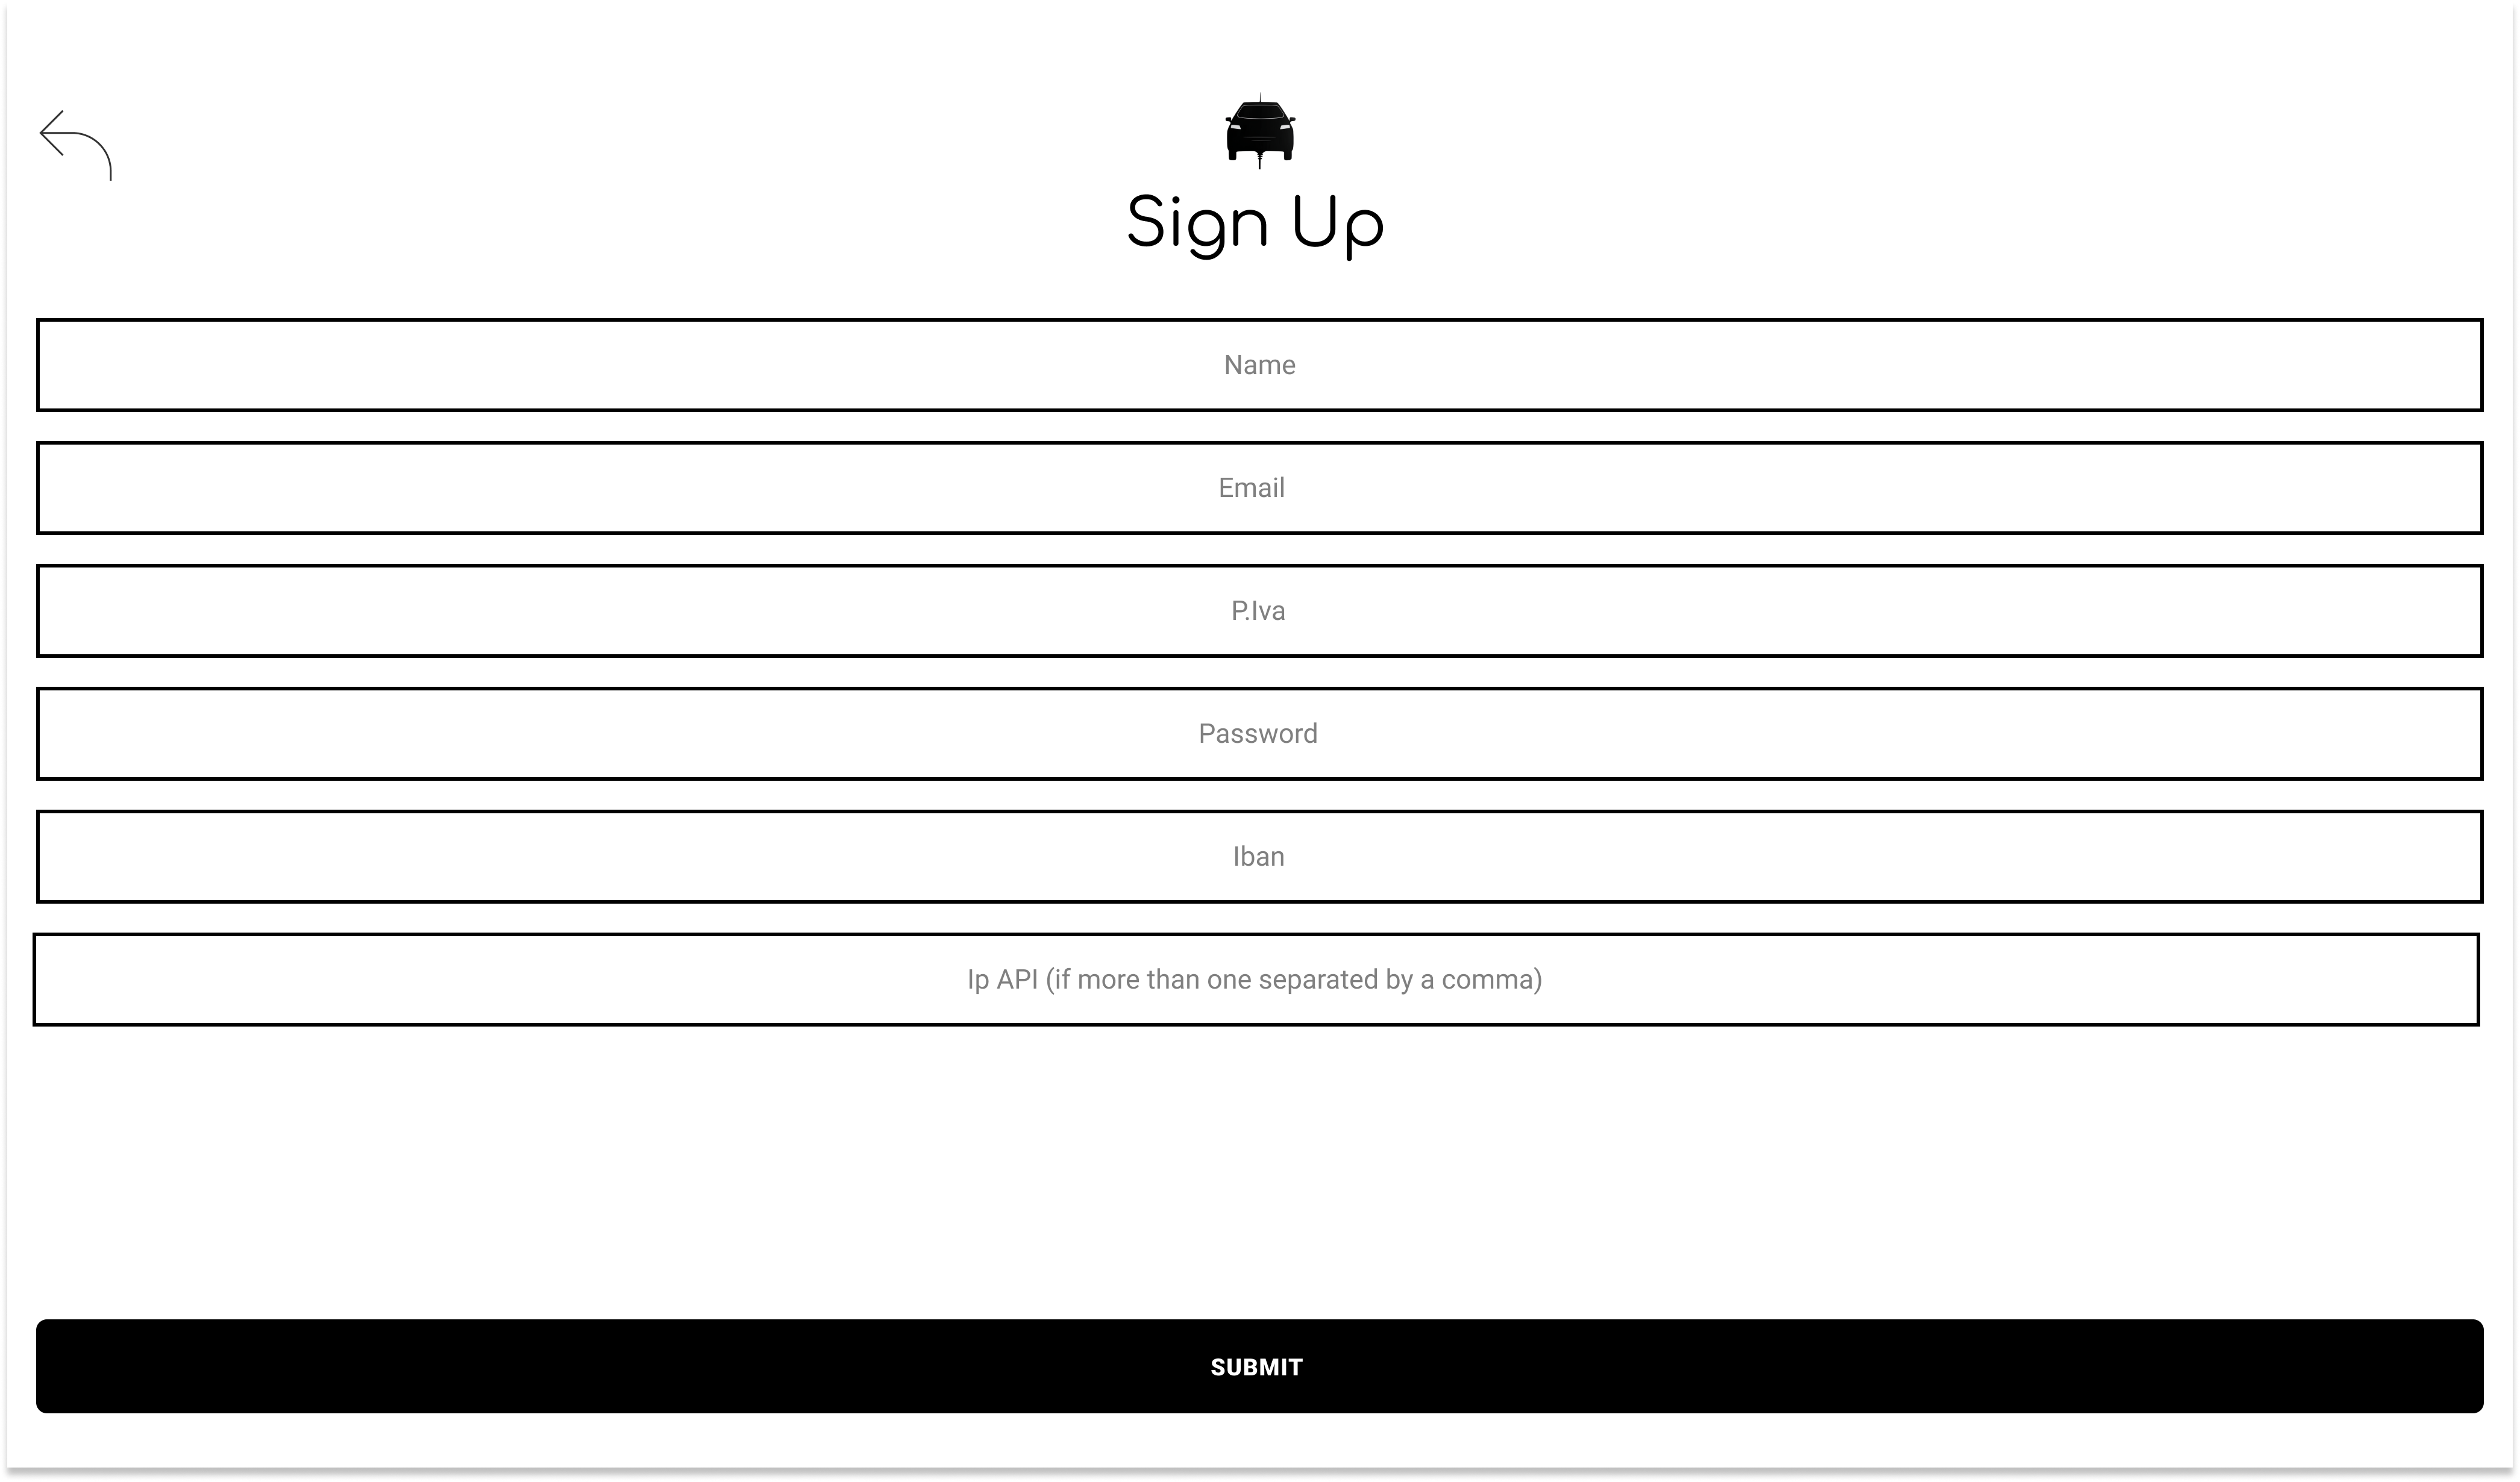 Sign Up
Name
Email
P.Iva
Password
Iban
Ip API (if more than one separated by a comma)
SUBMIT